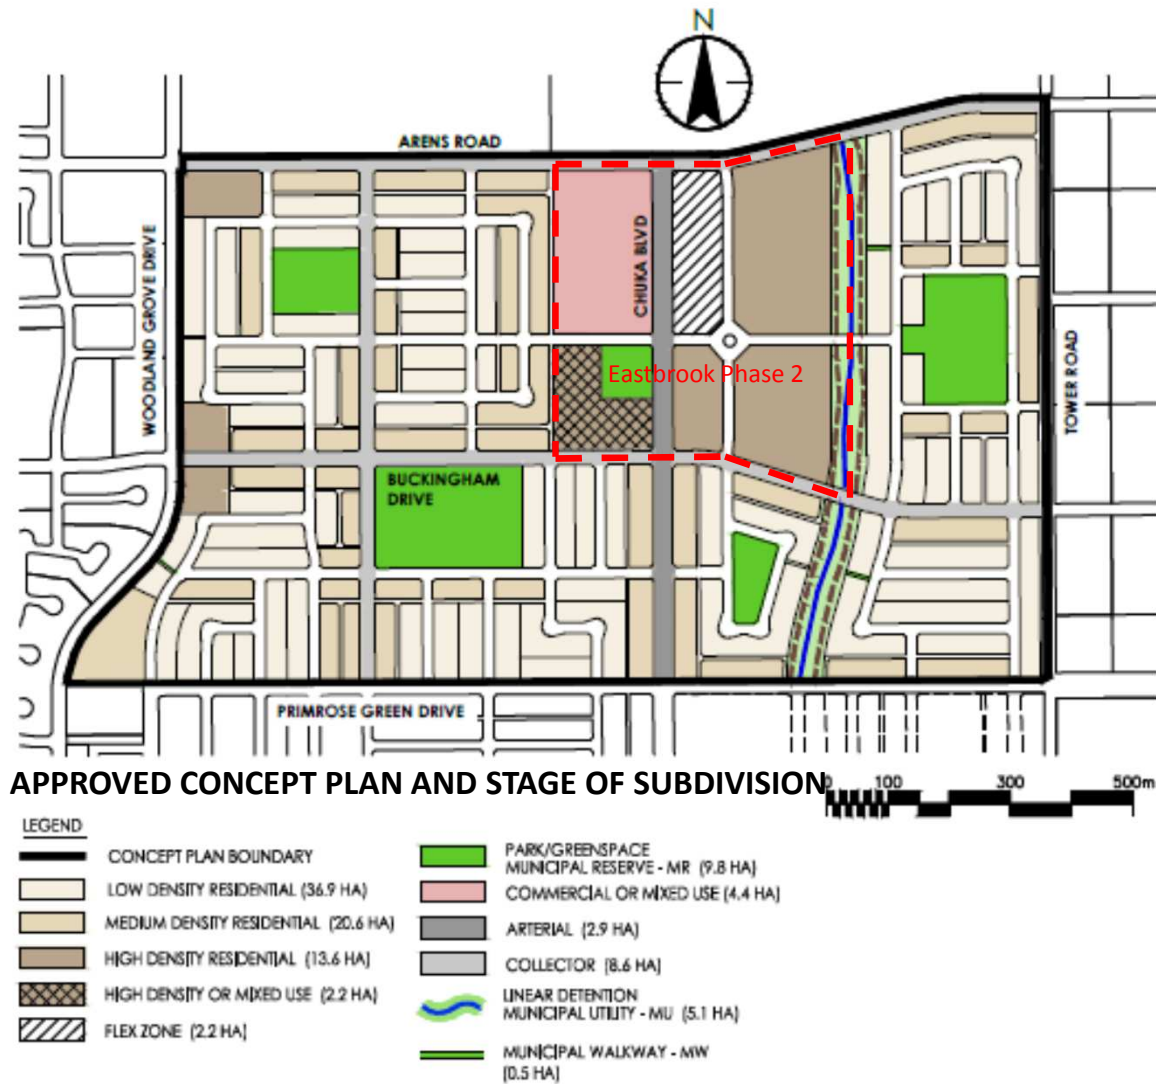 N
ARENS ROAD
WOODLAND GROVE DRIVE
CHUKA BLVD
Eastbrook Phase 2
TOWER ROAD
BUCKINGHAM
DRIVE
PRIMROSE GREEN DRIVE
APPROVED CONCEPT PLAN AND STAGE OF SUBDIVISION
0 100 300 500m
LEGEND
CONCEPT PLAN BOUNDARY
LOW DENSITY RESIDENTIAL (36.9 HA)
MEDIUM DENSITY RESIDENTIAL (20.6 HA)
HIGH DENSITY RESIDENTIAL (13.6 HA)
HIGH DENSITY OR MIXED USE (2.2 HA)
FLEX ZONE (2.2 HA)
PARK/GREENSPACE
MUNICIPAL RESERVE - MR (9.8 HA)
COMMERCIAL OR MIXED USE (4.4 HA)
ARTERIAL (2.9 HA)
COLLECTOR (8.6 HA)
LINEAR DETENTION
MUNICIPAL UTILITY - MU (5.1 HA)
MUNICIPAL WALKWAY - MW
(0.5 HA)